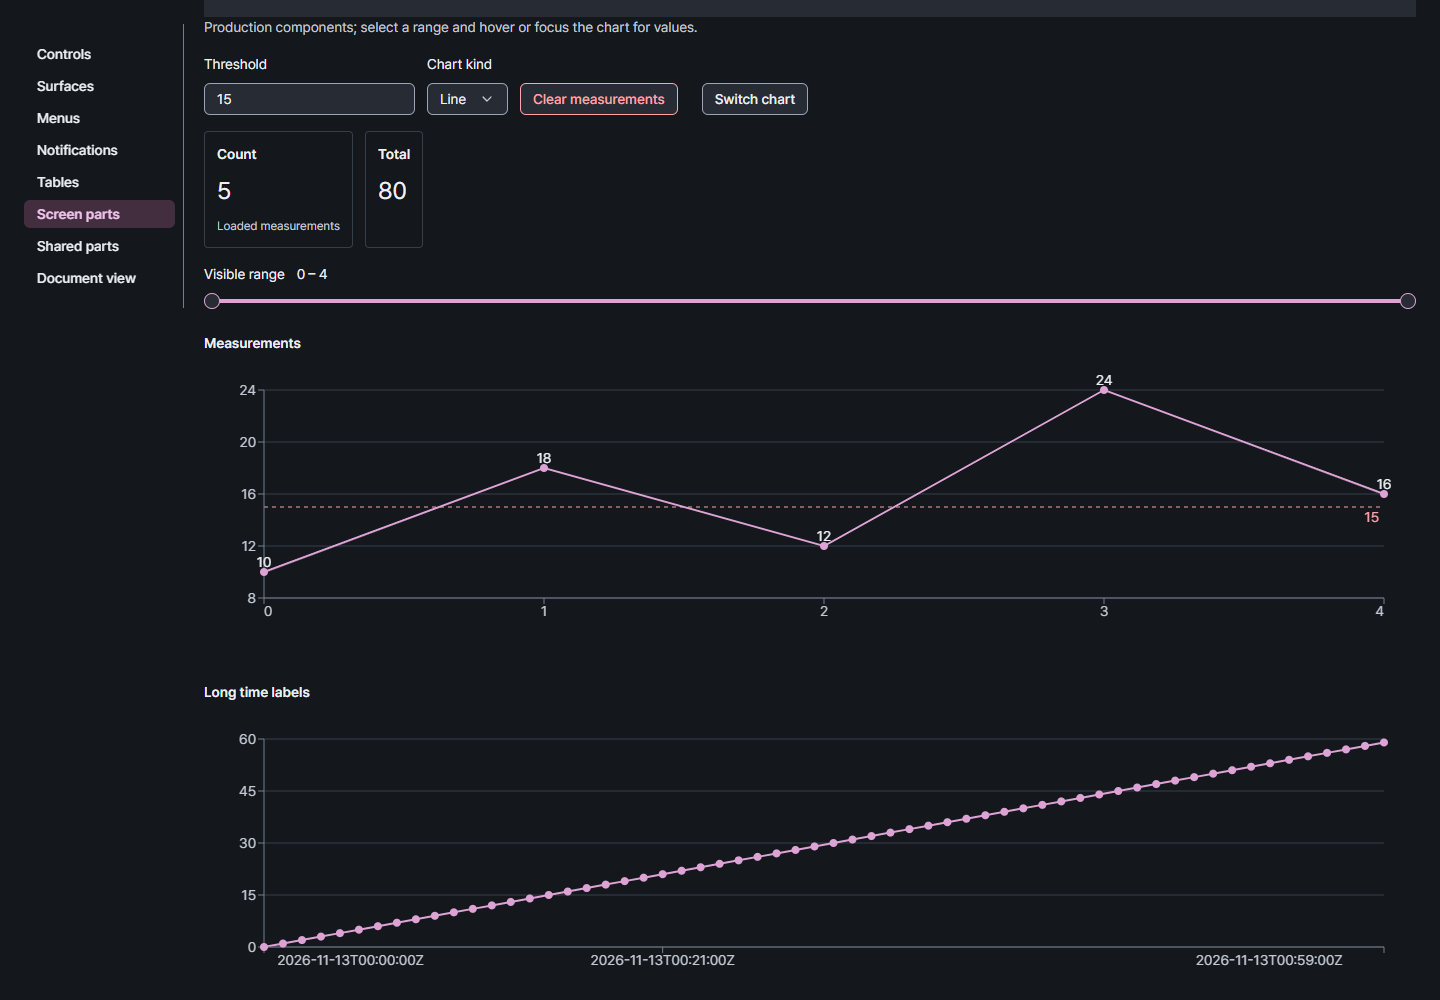 Production components; select a range and hover or focus the chart for values.
Controls
Surfaces
Menus
Notifications
Tables
Screen parts
Shared parts
Document view
Threshold
Chart kind
15
Line
Clear measurements
Switch chart
Count
Total
5
80
Loaded measurements
Visible range 0 – 4
Measurements
24
20
16
12
8
10
18
12
24
16
15
0
1
2
3
4
Long time labels
60
45
30
15
0
2026-11-13T00:00:00Z
2026-11-13T00:21:00Z
2026-11-13T00:59:00Z